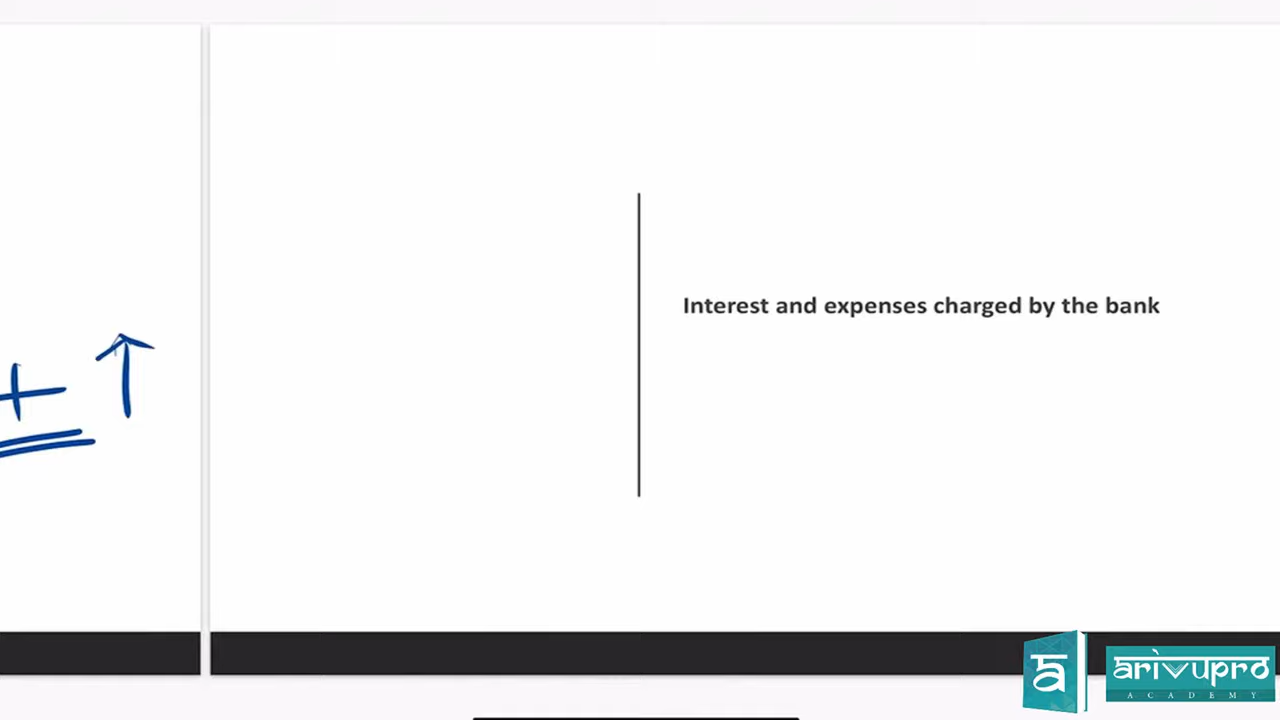 + ↑
Interest and expenses charged by the bank
a
arivupro
ACADEMY